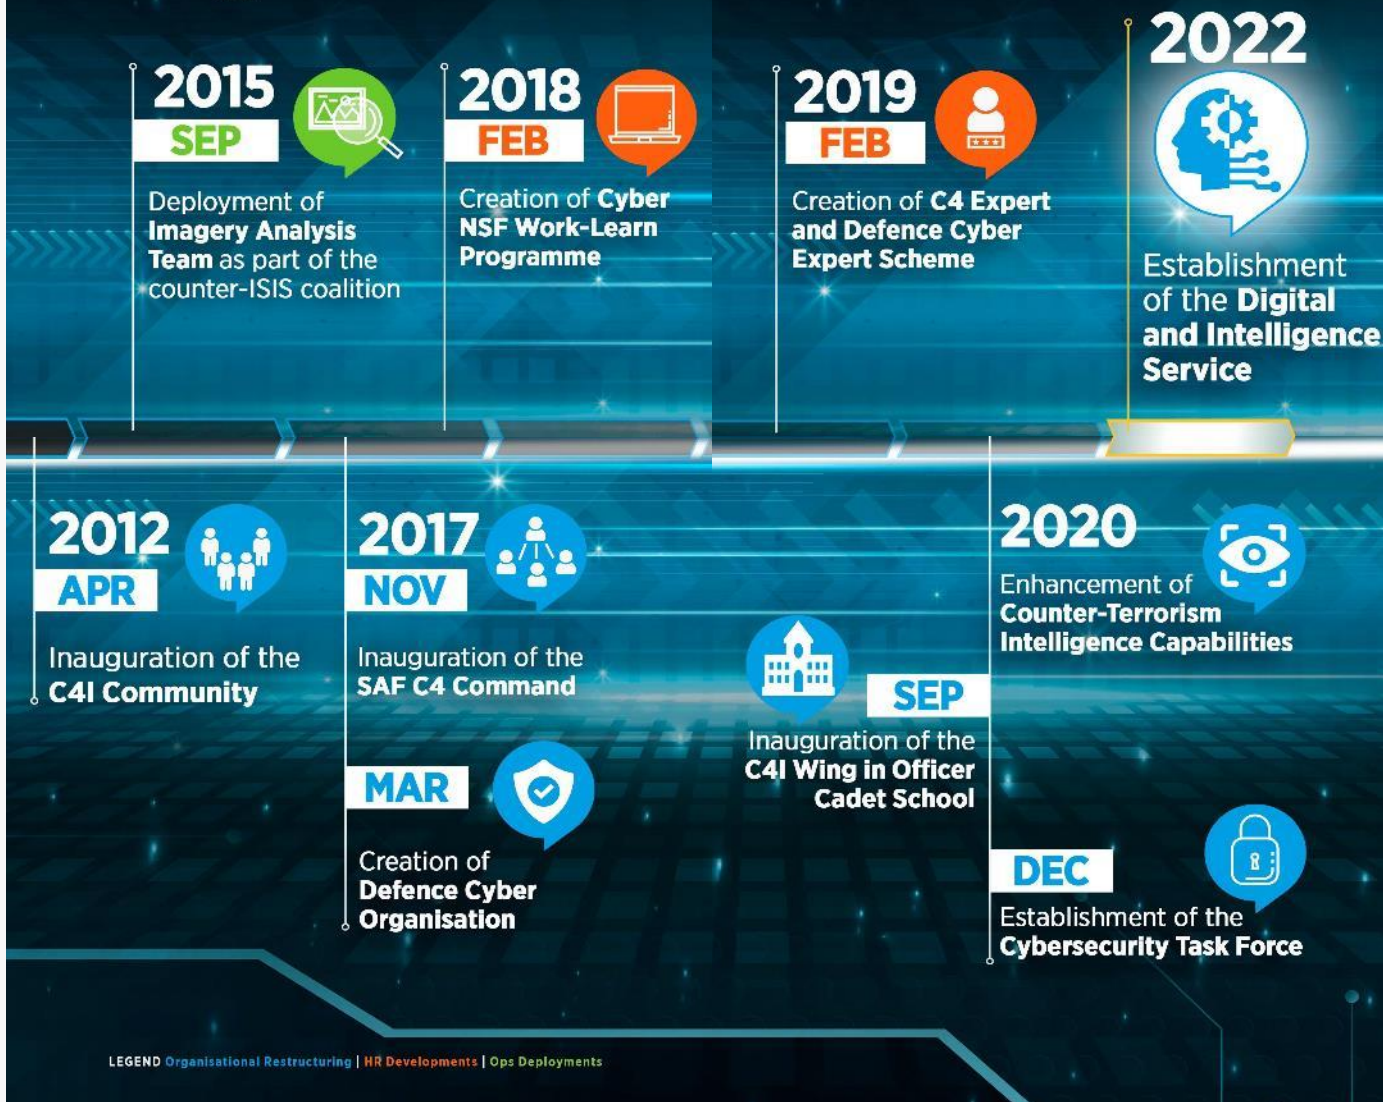 2015
SEP
Deployment of
Imagery Analysis
Team as part of the
counter-ISIS coalition
2018
FEB
Creation of Cyber
NSF Work-Learn
Programme
2019
FEB
Creation of C4 Expert
and Defence Cyber
Expert Scheme
2022
Establishment
of the Digital
and Intelligence
Service
2012
APR
Inauguration of the
C4I Community
2017
NOV
Inauguration of the
SAF C4 Command
MAR
Creation of
Defence Cyber
Organisation
2020
Enhancement of
Counter-Terrorism
Intelligence Capabilities
SEP
Inauguration of the
C4I Wing in Officer
Cadet School
DEC
Establishment of the
Cybersecurity Task Force
LEGEND Organisational Restructuring | HR Developments | Ops Deployments